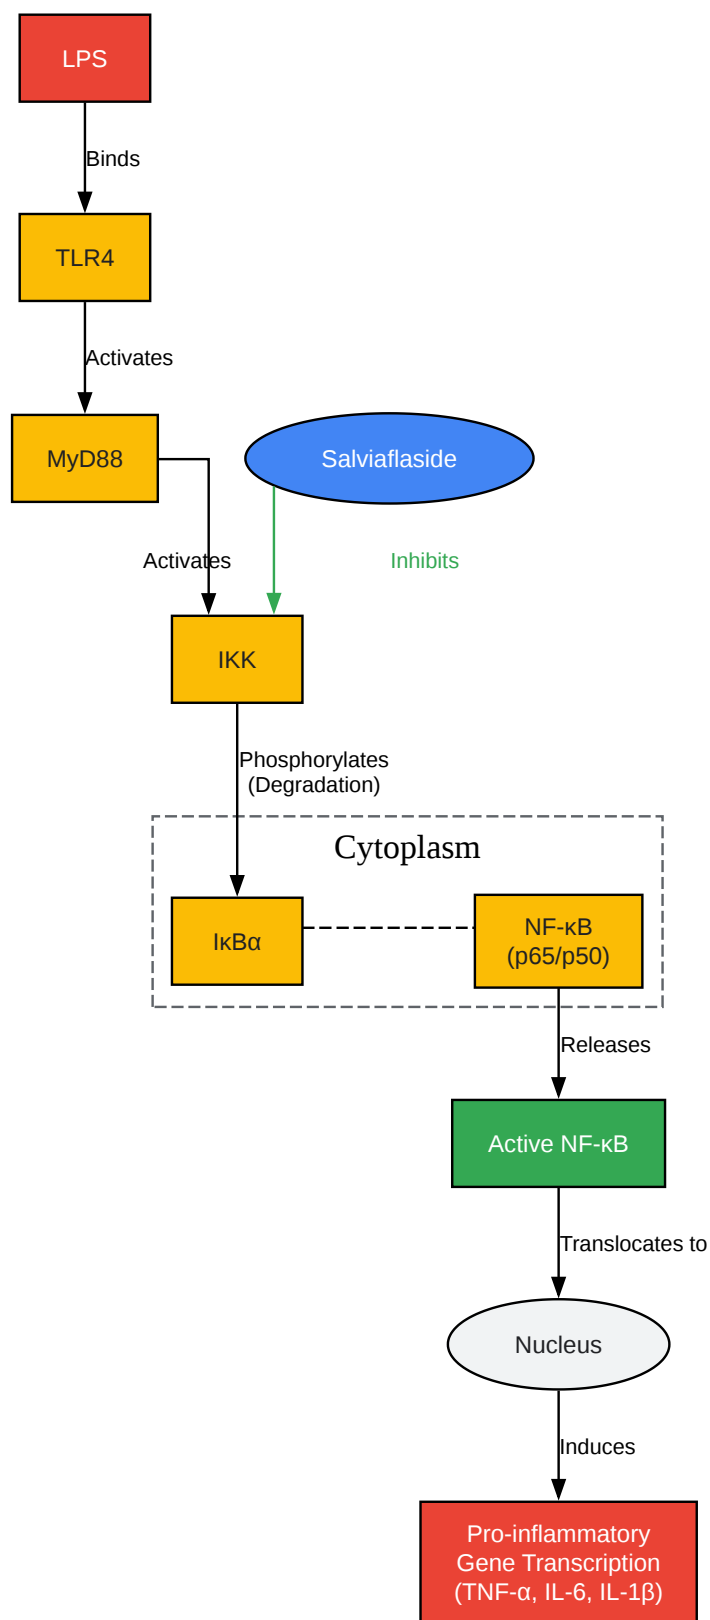 LPS
Binds
TLR4
Activates
MyD88
Salviaflaside
Activates
Inhibits
IKK
Phosphorylates
(Degradation)
Cytoplasm
IκBα
NF-κB
(p65/p50)
Releases
Active NF-κB
Translocates to
Nucleus
Induces
Pro-inflammatory
Gene Transcription
(TNF-α, IL-6, IL-1β)